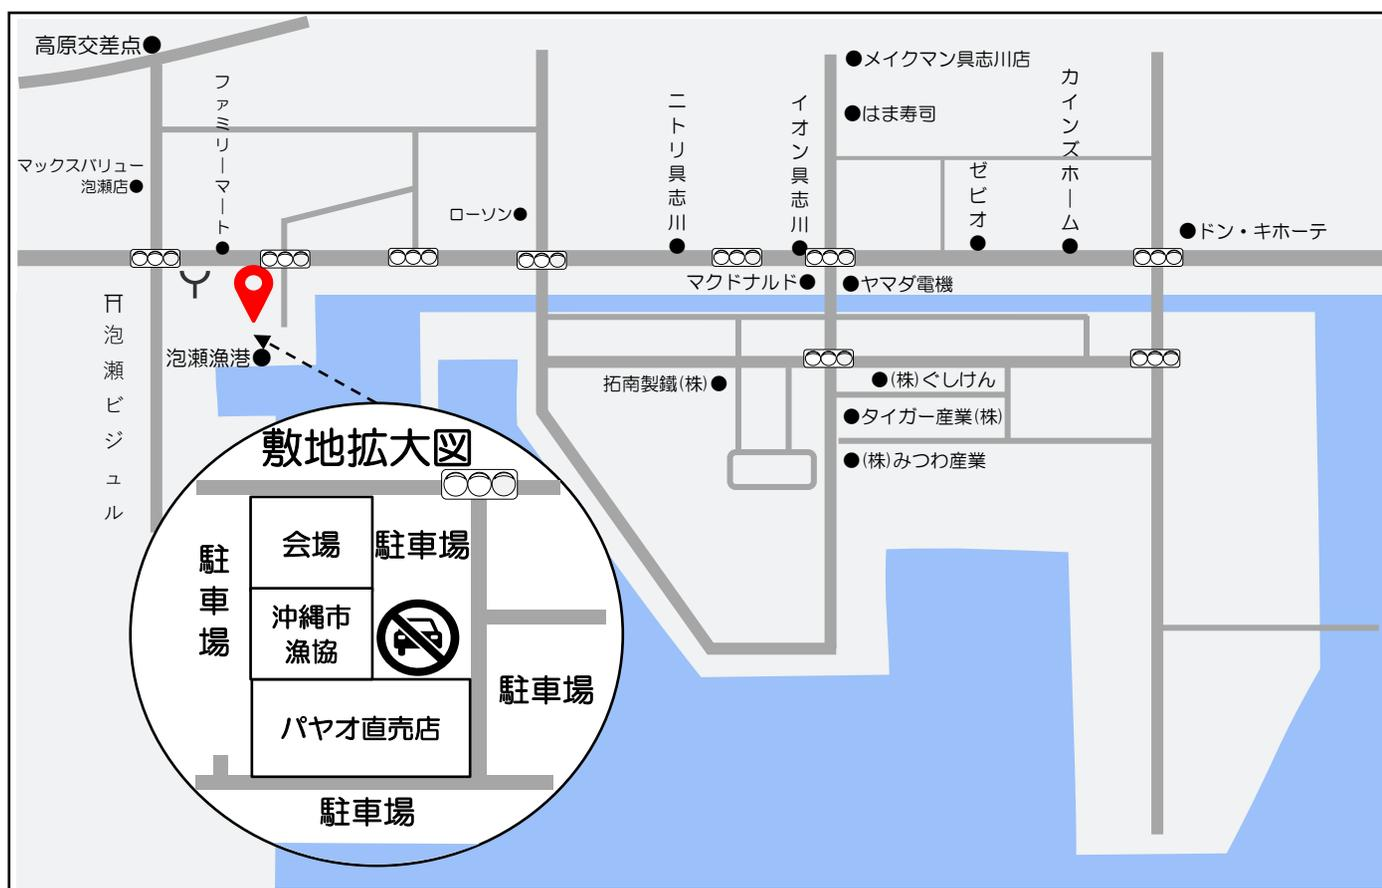 高原交差点
メイクマン具志川店
カインズホーム
ファミリーマート
ニトリ具志川
イオン具志川
はま寿司
マックスバリュー
泡瀬店
ゼビオ
ローソン
ドン・キホーテ
マクドナルド
ヤマダ電機
泡瀬ビジュル
泡瀬漁港
拓南製鐵(株)
(株)ぐしけん
タイガー産業(株)
(株)みつわ産業
敷地拡大図
会場
駐車場
駐車場
沖縄市
漁協
駐車場
パヤオ直売店
駐車場